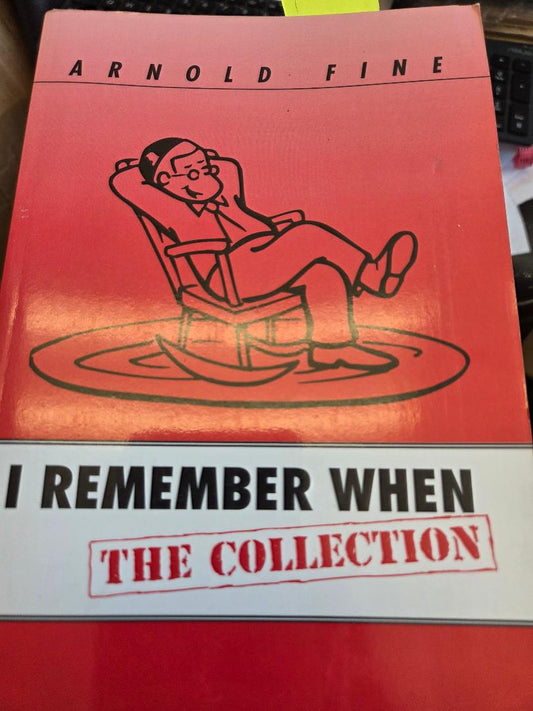 ARNOLD FINE
I REMEMBER WHEN
THE COLLECTION